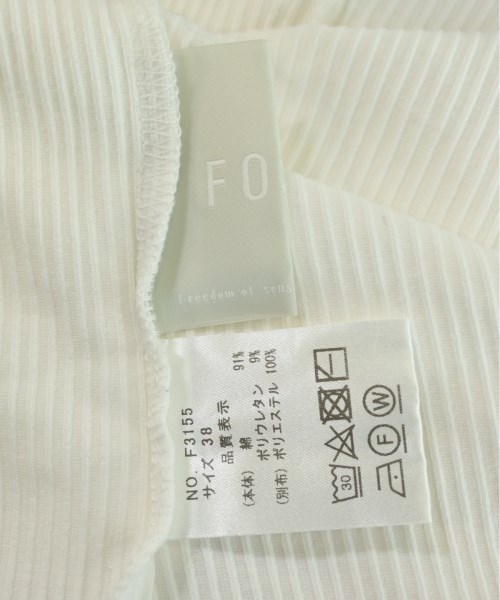 FO
Freedom of sens
NO. F3155
サイズ 38
品質表示
(本体) 綿 91%
ポリウレタン 9%
(別布) ポリエステル 100%
30
F W